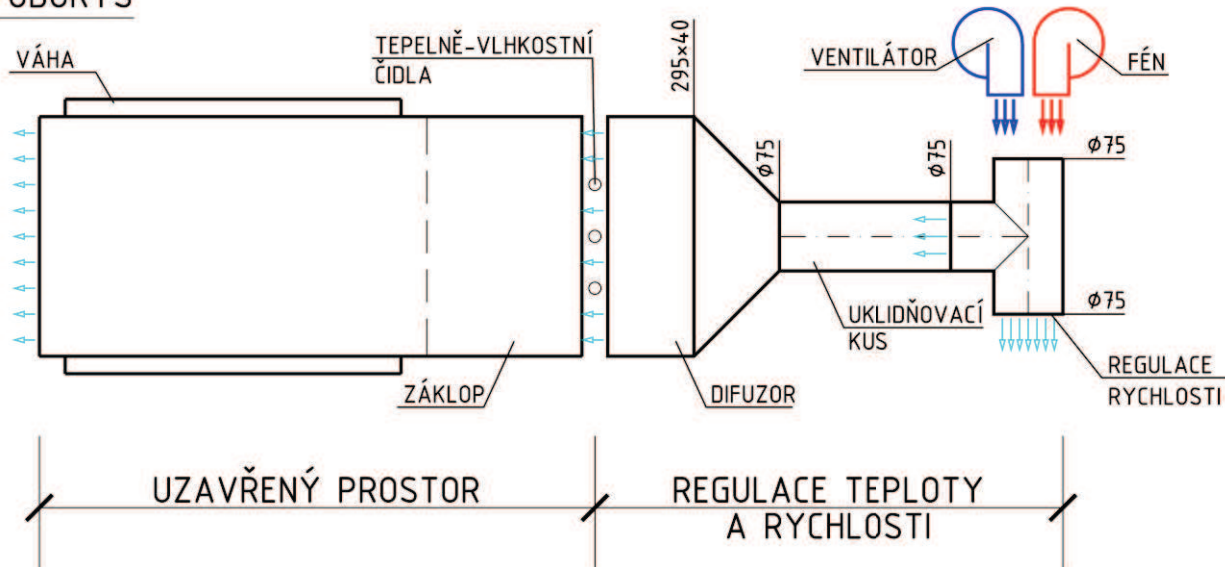 PŮDORYS
VÁHA
TEPELNĚ-VLHKOSTNÍ
ČIDLA
295×40
VENTILÁTOR
FÉN
Ø75
Ø75
Ø75
Ø75
UKLIDŇOVACÍ
KUS
REGULACE
RYCHLOSTI
ZÁKLOP
DIFUZOR
UZAVŘENÝ PROSTOR
REGULACE TEPLOTY
A RYCHLOSTI